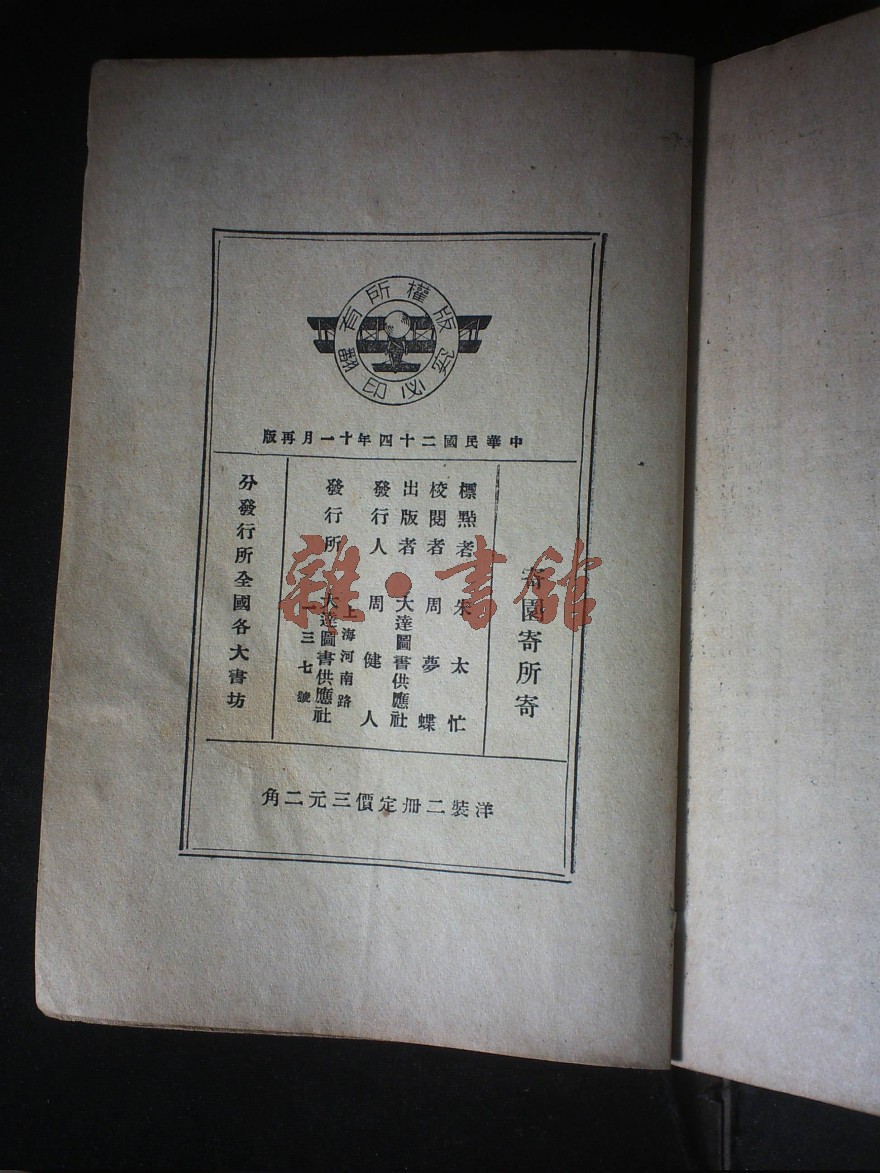 版權所有
翻印必究
中華民國二十四年十一月再版
寄園寄所寄
標點者 朱太忙
校閱者 周夢蝶
出版者 大達圖書供應社
發行人 周健人
發行所 上海河南路一三七號
大達圖書供應社
分發行所全國各大書坊
洋裝二冊定價三元二角
雜·書館